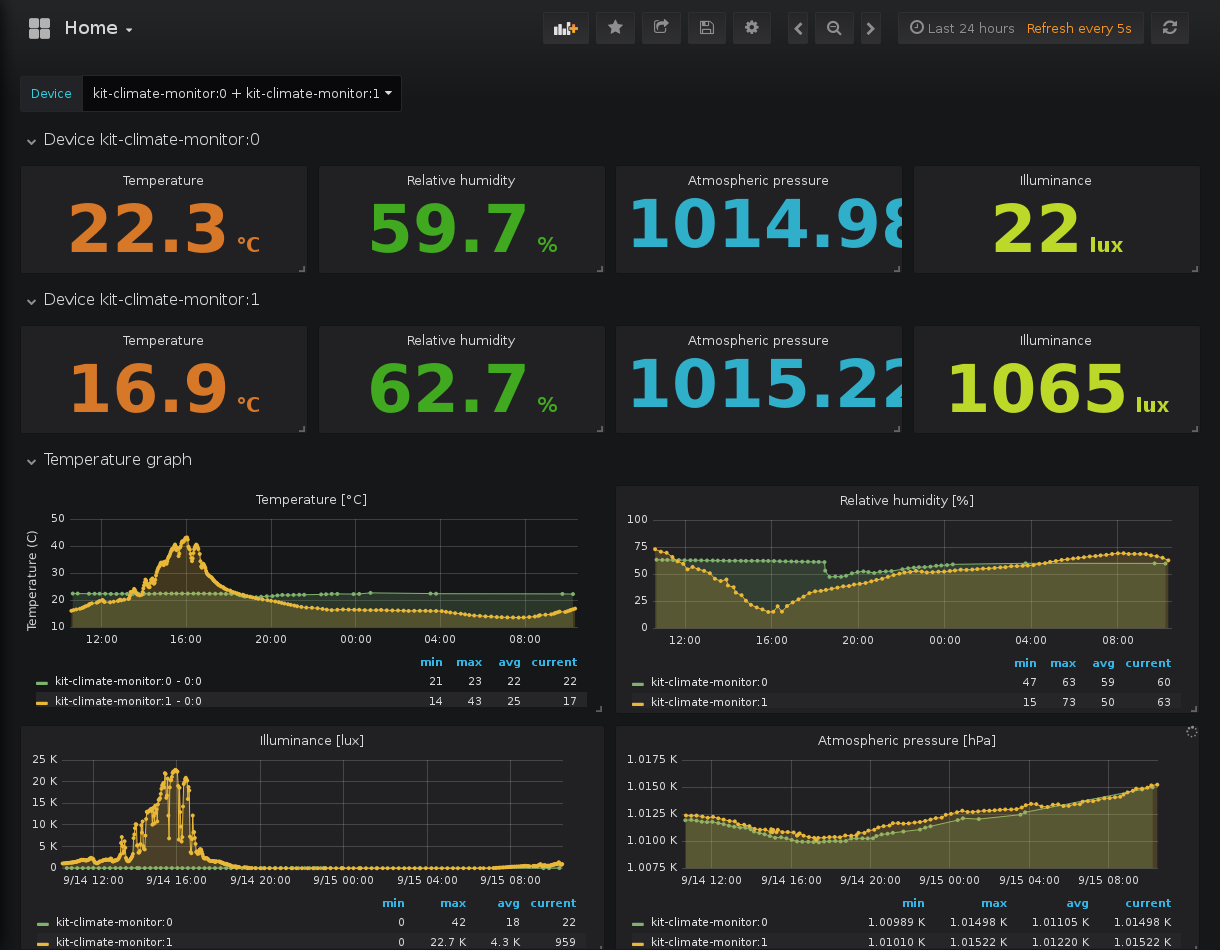 Home
Last 24 hours Refresh every 5s
Device kit-climate-monitor:0 + kit-climate-monitor:1
Device kit-climate-monitor:0
Temperature Relative humidity Atmospheric pressure Illuminance
22.3 °C 59.7 % 1014.98 22 lux
Device kit-climate-monitor:1
Temperature Relative humidity Atmospheric pressure Illuminance
16.9 °C 62.7 % 1015.22 1065 lux
Temperature graph
Temperature [°C]
Temperature (C)
50
40
30
20
10
12:00 16:00 20:00 00:00 04:00 08:00
min max avg current
kit-climate-monitor:0 - 0:0 21 23 22 22
kit-climate-monitor:1 - 0:0 14 43 25 17
Relative humidity [%]
100
75
50
25
0
12:00 16:00 20:00 00:00 04:00 08:00
min max avg current
kit-climate-monitor:0 47 63 59 60
kit-climate-monitor:1 15 73 50 63
Illuminance [lux]
25 K
20 K
15 K
10 K
5 K
0
9/14 12:00 9/14 16:00 9/14 20:00 9/15 00:00 9/15 04:00 9/15 08:00
min max avg current
kit-climate-monitor:0 0 42 18 22
kit-climate-monitor:1 0 22.7 K 4.3 K 959
Atmospheric pressure [hPa]
1.0175 K
1.0150 K
1.0125 K
1.0100 K
1.0075 K
9/14 12:00 9/14 16:00 9/14 20:00 9/15 00:00 9/15 04:00 9/15 08:00
min max avg current
kit-climate-monitor:0 1.00989 K 1.01498 K 1.01105 K 1.01498 K
kit-climate-monitor:1 1.01010 K 1.01522 K 1.01220 K 1.01522 K